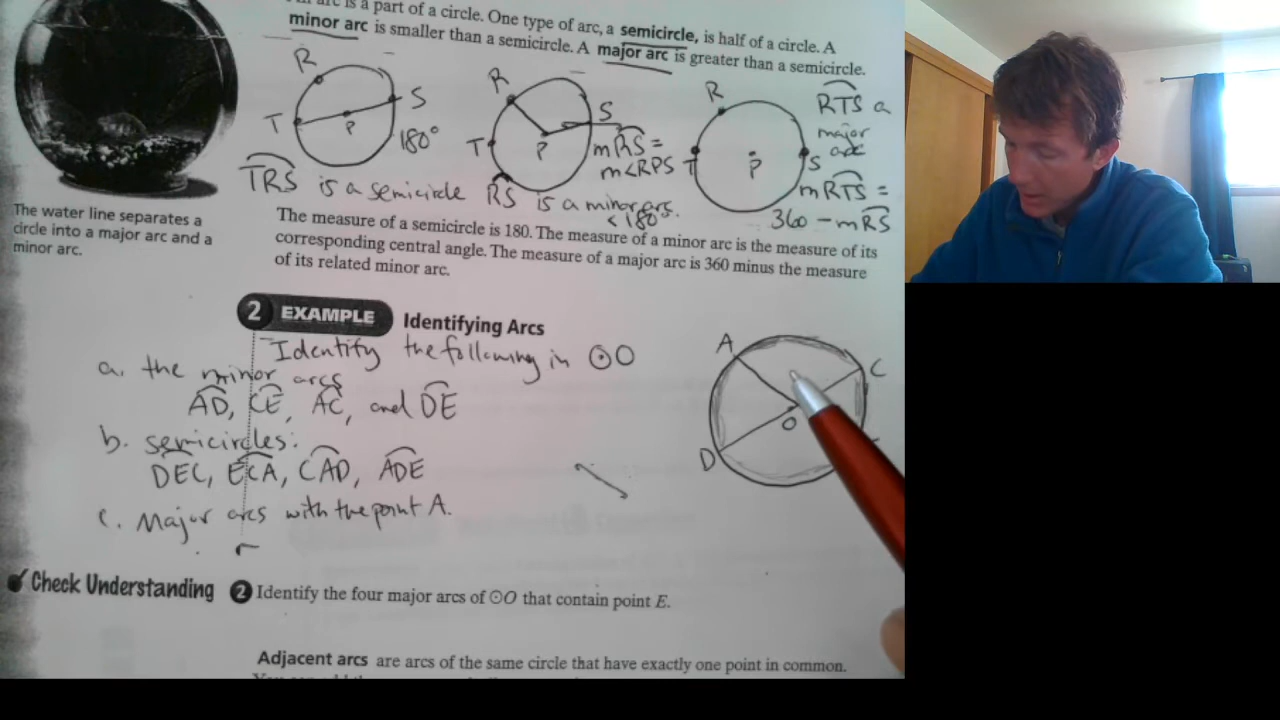 arc is a part of a circle. One type of arc, a semicircle, is half of a circle. A
minor arc is smaller than a semicircle. A major arc is greater than a semicircle.
R
S
T
P
180°
TRS is a semicircle
R
S
T
P
mRS =
m<RPS
RS is a minor arc.
<180°
R
T
S
P
RTS a
major
arc
mRTS =
360 - mRS
The water line separates a
circle into a major arc and a
minor arc.
The measure of a semicircle is 180. The measure of a minor arc is the measure of its
corresponding central angle. The measure of a major arc is 360 minus the measure
of its related minor arc.
2 EXAMPLE Identifying Arcs
Identify the following in ⊙O
a. the minor arcs
AD, CE, AC, and DE
b. semicircles:
DEC, ECA, CAD, ADE
c. Major arcs with the point A.
A
C
O
D
Check Understanding 2 Identify the four major arcs of ⊙O that contain point E.
Adjacent arcs are arcs of the same circle that have exactly one point in common.